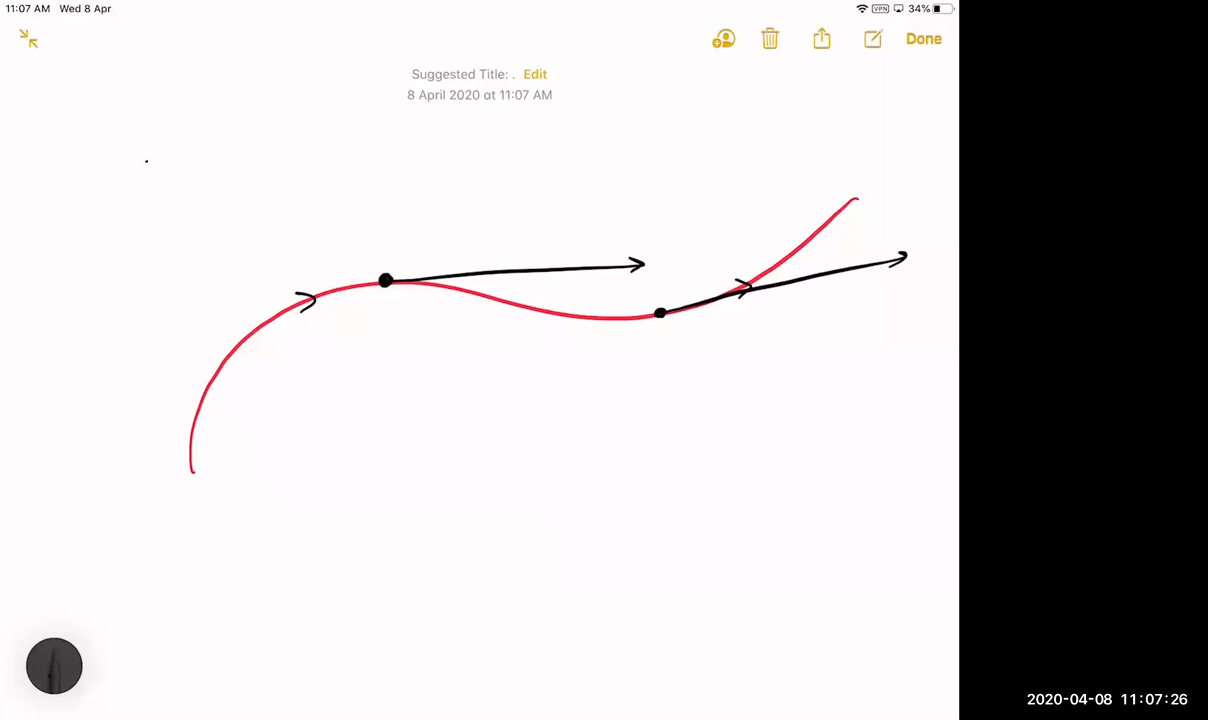 11:07 AM Wed 8 Apr
VPN 34%
Done
Suggested Title: . Edit
8 April 2020 at 11:07 AM
2020-04-08 11:07:26